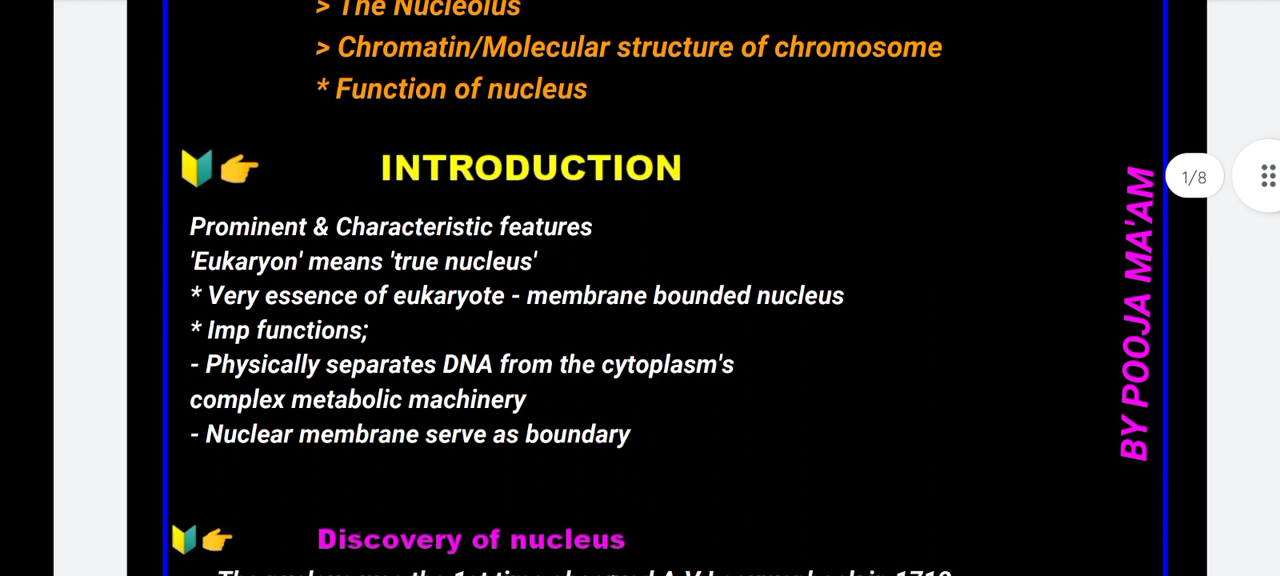 > The Nucleolus
> Chromatin/Molecular structure of chromosome
* Function of nucleus
INTRODUCTION
Prominent & Characteristic features
'Eukaryon' means 'true nucleus'
* Very essence of eukaryote - membrane bounded nucleus
* Imp functions;
- Physically separates DNA from the cytoplasm's
complex metabolic machinery
- Nuclear membrane serve as boundary
BY POOJA MA'AM
1/8
Discovery of nucleus